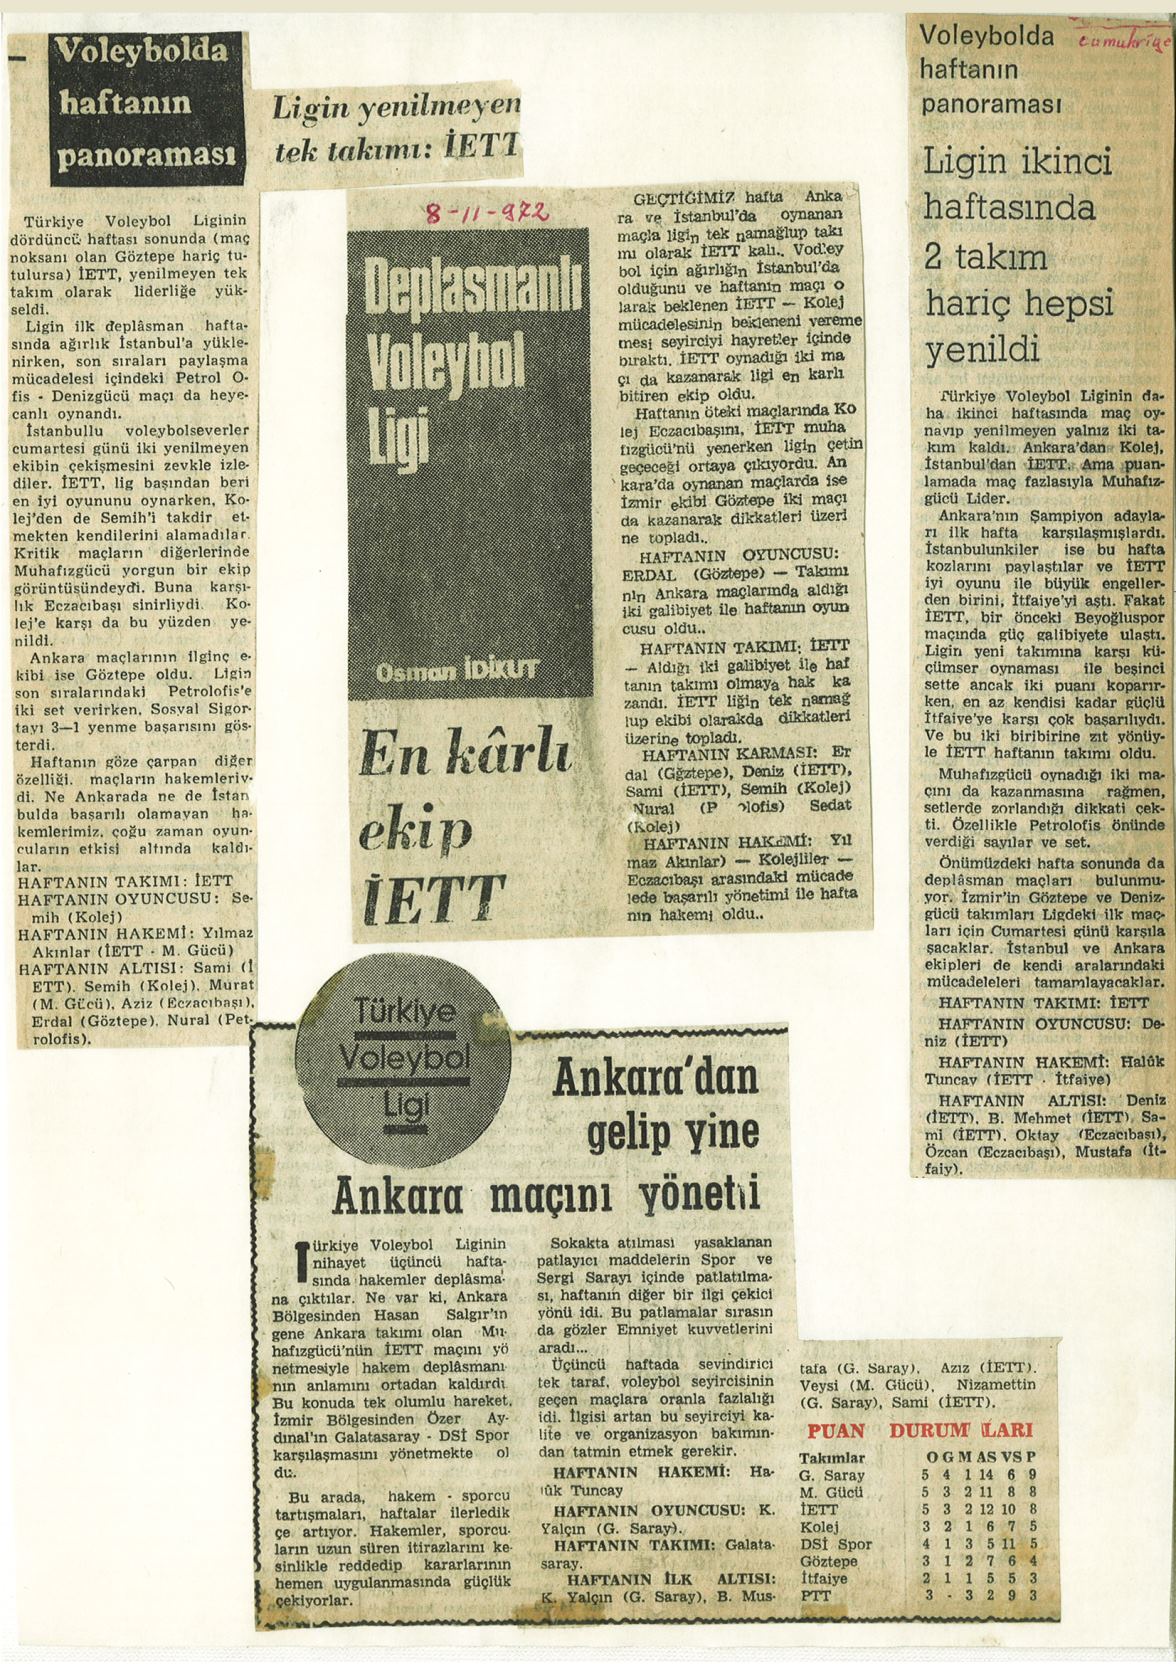 Voleybolda
haftanın
panoraması
Türkiye Voleybol Liginin
dördüncü haftası sonunda (maç
noksanı olan Göztepe hariç tu-
tulursa) İETT, yenilmeyen tek
takım olarak liderliğe yük-
seldi.
Ligin ilk deplâsman hafta-
sında ağırlık İstanbul'a yükle-
nirken, son sıraları paylaşma
mücadelesi içindeki Petrol O-
fis - Denizgücü maçı da heye-
canlı oynandı.
İstanbullu voleybolseverler
cumartesi günü iki yenilmeyen
ekibin çekişmesini zevkle izle-
diler. İETT, lig başından beri
en iyi oyununu oynarken, Ko-
lej'den de Semih'i takdir et-
mekten kendilerini alamadılar.
Kritik maçların diğerlerinde
Muhafızgücü yorgun bir ekip
görüntüsündeydi. Buna karşı-
lık Eczacıbaşı sinirliydi. Ko-
lej'e karşı da bu yüzden ye-
nildi.
Ankara maçlarının ilginç e-
kibi ise Göztepe oldu. Ligin
son sıralarındaki Petrolofis'e
iki set verirken, Sosyal Sigor-
tayı 3—1 yenme başarısını gös-
terdi.
Haftanın göze çarpan diğer
özelliği, maçların hakemleriy-
di. Ne Ankarada ne de İstan
bulda başarılı olamayan ha-
kemlerimiz, çoğu zaman oyun-
cuların etkisi altında kaldı-
lar.
HAFTANIN TAKIMI: İETT
HAFTANIN OYUNCUSU: Se-
mih (Kolej)
HAFTANIN HAKEMİ: Yılmaz
Akınlar (İETT - M. Gücü)
HAFTANIN ALTISI: Sami (İ
ETT), Semih (Kolej), Murat
(M. Gücü), Aziz (Eczacıbaşı),
Erdal (Göztepe), Nural (Pet-
rolofis).
Ligin yenilmeyen
tek takımı: İETT
8-11-972
Deplasmanlı
Voleybol
Ligi
Osman İDİKUT
En kârlı
ekip
İETT
GEÇTİĞİMİZ hafta Anka
ra ve İstanbul'da oynanan
maçla ligin tek namağlup takı
mı olarak İETT kalı.. Vodley
bol için ağırlığın İstanbul'da
olduğunu ve haftanın maçı o
larak beklenen İETT — Kolej
mücadelesinin bekleneni vereme
mesi seyirciyi hayretler içinde
bıraktı. İETT oynadığı iki ma
çı da kazanarak ligi en karlı
bitiren ekip oldu.
Haftanın öteki maçlarında Ko
lej Eczacıbaşını, İETT muha
fızgücü'nü yenerken ligin çetin
geçeceği ortaya çıkıyordu. An
kara'da oynanan maçlarda ise
İzmir ekibi Göztepe iki maçı
da kazanarak dikkatleri üzeri
ne topladı..
HAFTANIN OYUNCUSU:
ERDAL (Göztepe) — Takımı
nın Ankara maçlarında aldığı
iki galibiyet ile haftanın oyun
cusu oldu..
HAFTANIN TAKIMI: İETT
— Aldığı iki galibiyet ile haf
tanın takımı olmaya hak ka
zandı. İETT liğin tek namağ
lup ekibi olarakda dikkatleri
üzerine topladı.
HAFTANIN KARMASI: Er
dal (Göztepe), Deniz (İETT),
Sami (İETT), Semih (Kolej)
Nural (P olofis) Sedat
(Kolej)
HAFTANIN HAKEMİ: Yıl
maz Akınlar) — Kolejliler —
Eczacıbaşı arasındaki mücade
lede başarılı yönetimi ile hafta
nın hakemi oldu..
cumuhriye
Voleybolda
haftanın
panoraması
Ligin ikinci
haftasında
2 takım
hariç hepsi
yenildi
Türkiye Voleybol Liginin da-
ha ikinci haftasında maç oy-
nayıp yenilmeyen yalnız iki ta-
kım kaldı. Ankara'dan Kolej,
İstanbul'dan İETT. Ama puan-
lamada maç fazlasıyla Muhafız-
gücü Lider.
Ankara'nın Şampiyon adayla-
rı ilk hafta karşılaşmışlardı.
İstanbulunkiler ise bu hafta
kozlarını paylaştılar ve İETT
iyi oyunu ile büyük engeller-
den birini, İtfaiye'yi aştı. Fakat
İETT, bir önceki Beyoğluspor
maçında güç galibiyete ulaştı.
Ligin yeni takımına karşı kü-
çümser oynaması ile beşinci
sette ancak iki puanı koparır-
ken, en az kendisi kadar güçlü
İtfaiye'ye karşı çok başarılıydı.
Ve bu iki biribirine zıt yönüy-
le İETT haftanın takımı oldu.
Muhafızgücü oynadığı iki ma-
çını da kazanmasına rağmen,
setlerde zorlandığı dikkati çek-
ti. Özellikle Petrolofis önünde
verdiği sayılar ve set.
Önümüzdeki hafta sonunda da
deplâsman maçları bulunmu-
yor. İzmir'in Göztepe ve Deniz-
gücü takımları Ligdeki ilk maç-
ları için Cumartesi günü karşıla
şacaklar. İstanbul ve Ankara
ekipleri de kendi aralarındaki
mücadeleleri tamamlayacaklar.
HAFTANIN TAKIMI: İETT
HAFTANIN OYUNCUSU: De-
niz (İETT)
HAFTANIN HAKEMİ: Halûk
Tuncay (İETT - İtfaiye)
HAFTANIN ALTISI: Deniz
(İETT), B. Mehmet (İETT), Sa-
mi (İETT), Oktay (Eczacıbaşı),
Özcan (Eczacıbaşı), Mustafa (İt-
faiy).
Türkiye
Voleybol
Ligi
Ankara'dan
gelip yine
Ankara maçını yönetti
Türkiye Voleybol Liginin
nihayet üçüncü hafta-
sında hakemler deplâsma-
na çıktılar. Ne var ki, Ankara
Bölgesinden Hasan Salgır'ın
gene Ankara takımı olan Mu-
hafızgücü'nün İETT maçını yö
netmesiyle hakem deplâsmanı
nın anlamını ortadan kaldırdı.
Bu konuda tek olumlu hareket,
İzmir Bölgesinden Özer Ay-
dınal'ın Galatasaray - DSİ Spor
karşılaşmasını yönetmekte ol
du.
Bu arada, hakem - sporcu
tartışmaları, haftalar ilerledik
çe artıyor. Hakemler, sporcu-
ların uzun süren itirazlarını ke-
sinlikle reddedip kararlarının
hemen uygulanmasında güçlük
çekiyorlar.
Sokakta atılması yasaklanan
patlayıcı maddelerin Spor ve
Sergi Sarayı içinde patlatılma-
sı, haftanın diğer bir ilgi çekici
yönü idi. Bu patlamalar sırasın
da gözler Emniyet kuvvetlerini
aradı...
Üçüncü haftada sevindirici
tek taraf, voleybol seyircisinin
geçen maçlara oranla fazlalığı
idi. İlgisi artan bu seyirciyi ka-
lite ve organizasyon bakımın-
dan tatmin etmek gerekir.
HAFTANIN HAKEMİ: Ha-
lûk Tuncay
HAFTANIN OYUNCUSU: K.
Yalçın (G. Saray).
HAFTANIN TAKIMI: Galata-
saray.
HAFTANIN İLK ALTISI:
K. Yalçın (G. Saray), B. Mus-
tafa (G. Saray), Aziz (İETT),
Veysi (M. Gücü), Nizamettin
(G. Saray), Sami (İETT).
PUAN DURUMLARI
Takımlar O G M AS VS P
G. Saray 5 4 1 14 6 9
M. Gücü 5 3 2 11 8 8
İETT 5 3 2 12 10 8
Kolej 3 2 1 6 7 5
DSİ Spor 4 1 3 5 11 5
Göztepe 3 1 2 7 6 4
İtfaiye 2 1 1 5 5 3
PTT 3 - 3 2 9 3